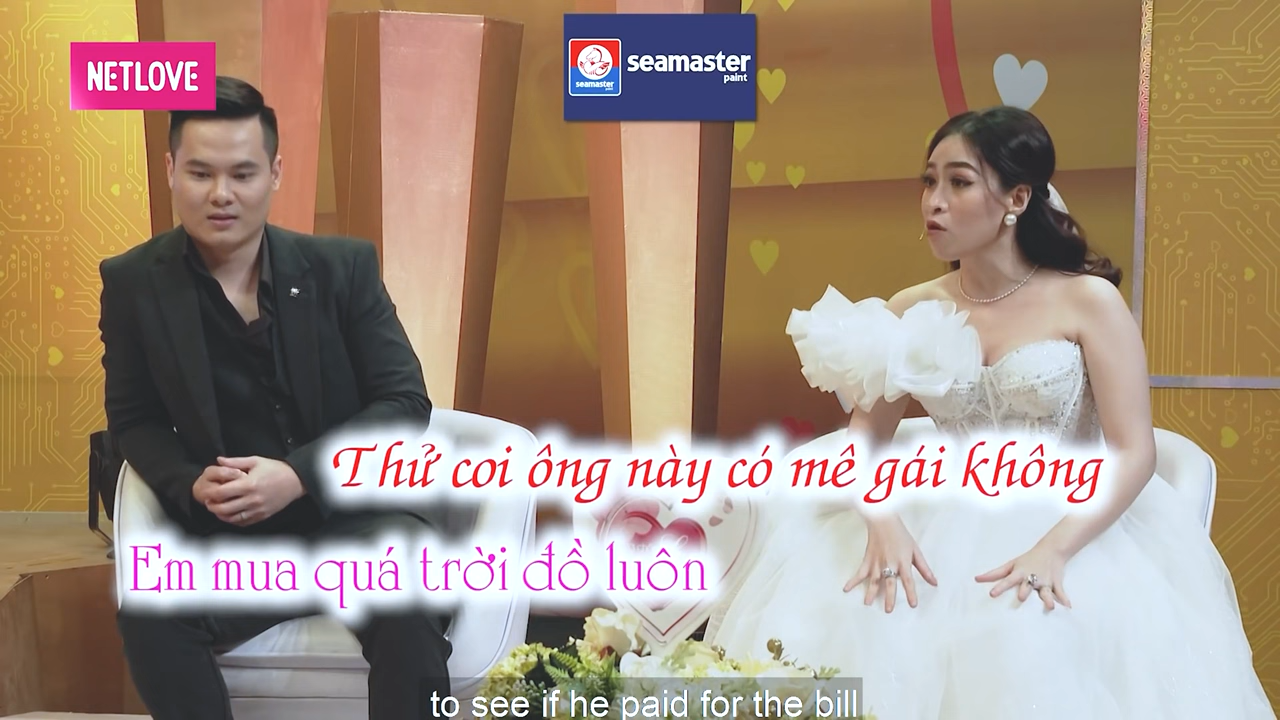 NETLOVE
seamaster
paint
seamaster
paint
Thử coi ông này có mê gái không
Em mua quá trời đồ luôn
to see if he paid for the bill